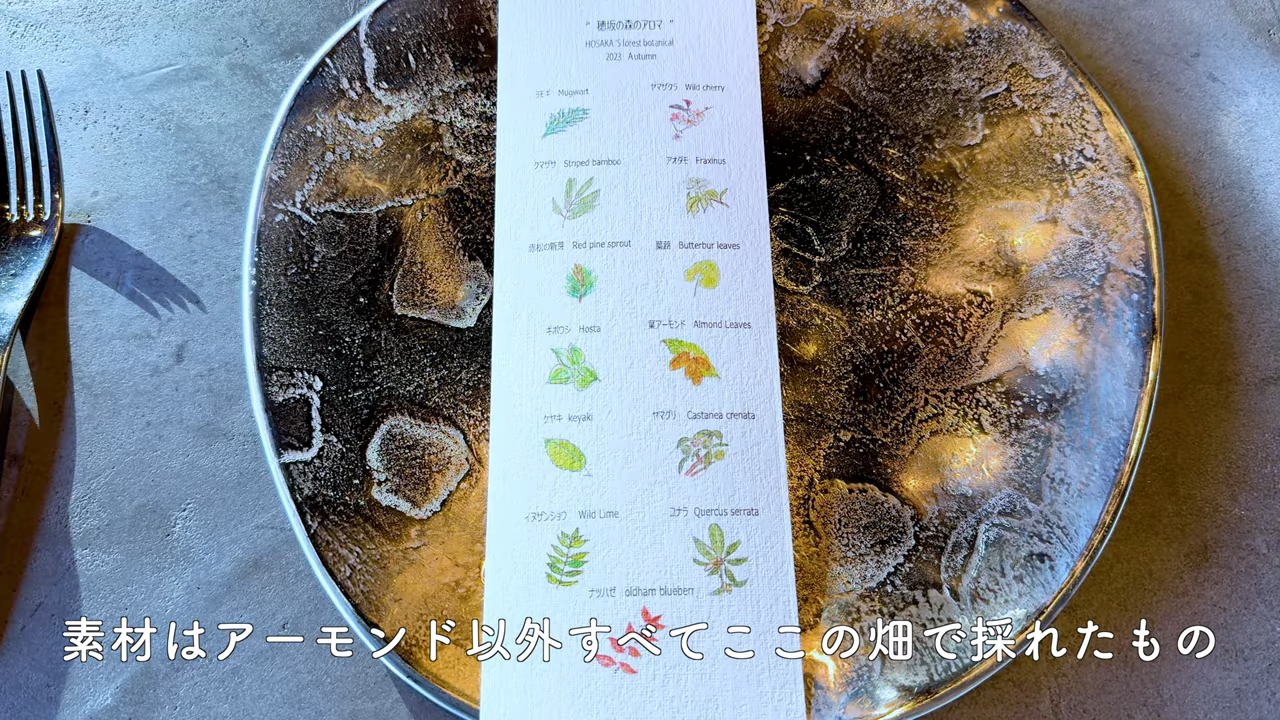 " 穂坂の森のアロマ "
HOSAKA'S forest botanical
2023 Autumn
ヨモギ Mugwart
ヤマザクラ Wild cherry
クマザサ Striped bamboo
アオダモ Fraxinus
赤松の新芽 Red pine sprout
葉蕗 Butterbur leaves
ギボウシ Hosta
葉アーモンド Almond Leaves
ケヤキ keyaki
ヤマグリ Castanea crenata
イヌザンショウ Wild Lime
コナラ Quercus serrata
ナツハゼ oldham blueberr
素材はアーモンド以外すべてここの畑で採れたもの